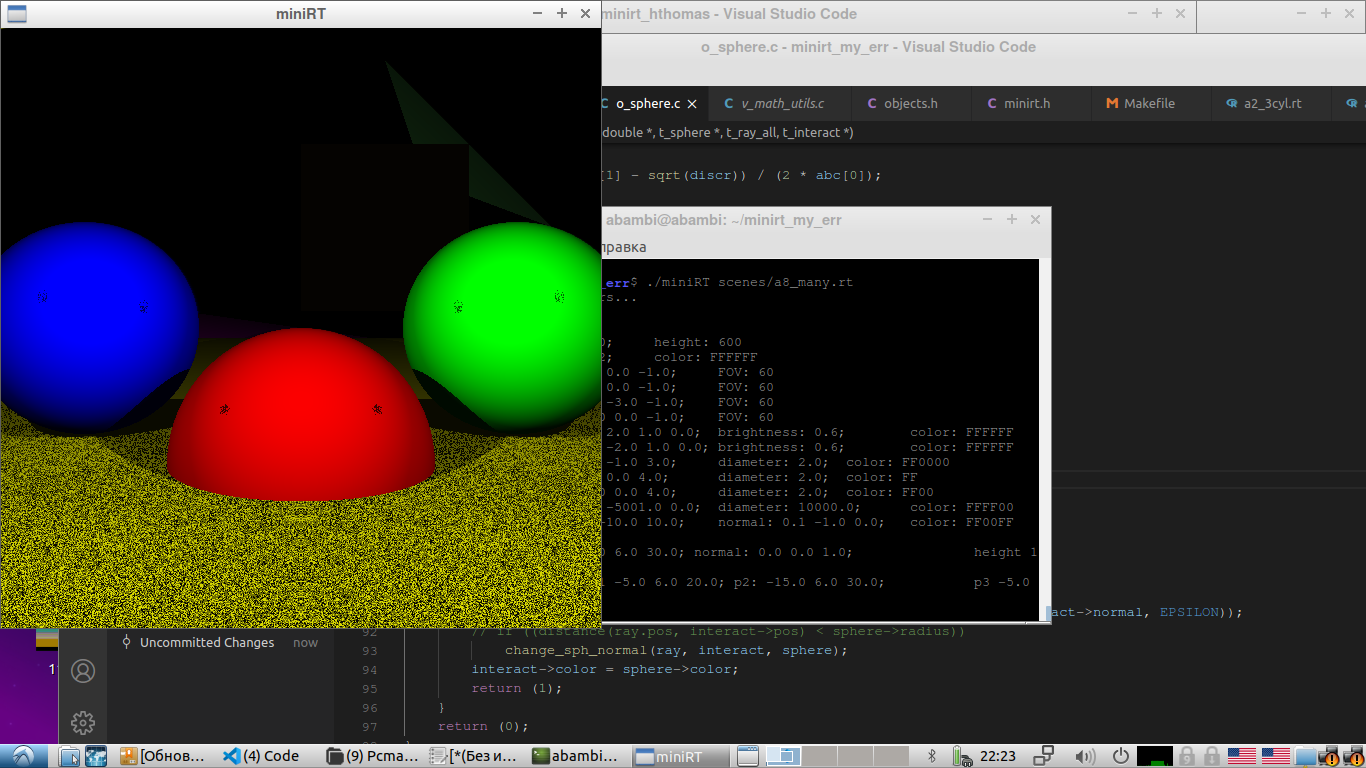 miniRT
minirt_hthomas - Visual Studio Code
o_sphere.c - minirt_my_err - Visual Studio Code
o_sphere.c
v_math_utils.c
objects.h
minirt.h
Makefile
a2_3cyl.rt
double *, t_sphere *, t_ray_all, t_interact *)
[1] - sqrt(discr)) / (2 * abc[0]);
abambi@abambi: ~/minirt_my_err
правка
_err$ ./miniRT scenes/a8_many.rt
rs...
0; height: 600
2; color: FFFFFF
0.0 -1.0; FOV: 60
0.0 -1.0; FOV: 60
-3.0 -1.0; FOV: 60
0.0 -1.0; FOV: 60
2.0 1.0 0.0; brightness: 0.6; color: FFFFFF
-2.0 1.0 0.0; brightness: 0.6; color: FFFFFF
-1.0 3.0; diameter: 2.0; color: FF0000
0.0 4.0; diameter: 2.0; color: FF
0.0 4.0; diameter: 2.0; color: FF00
-5001.0 0.0; diameter: 10000.0; color: FFFF00
-10.0 10.0; normal: 0.1 -1.0 0.0; color: FF00FF
6.0 30.0; normal: 0.0 0.0 1.0; height 1
-5.0 6.0 20.0; p2: -15.0 6.0 30.0; p3 -5.0
act->normal, EPSILON));
92 // if ((distance(ray.pos, interact->pos) < sphere->radius))
Uncommitted Changes now
93 change_sph_normal(ray, interact, sphere);
94 interact->color = sphere->color;
95 return (1);
96 }
97 return (0);
[Обнов...
(4) Code
(9) Pcma...
[*(Без и...
abambi...
miniRT
22:23